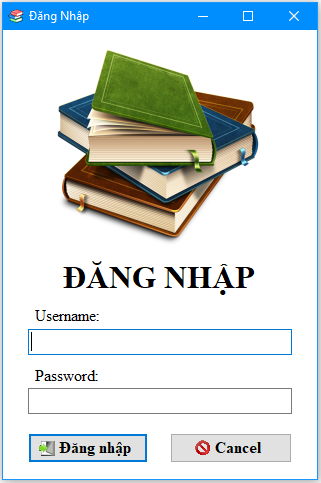 Đăng Nhập
ĐĂNG NHẬP
Username:
Password:
Đăng nhập
Cancel